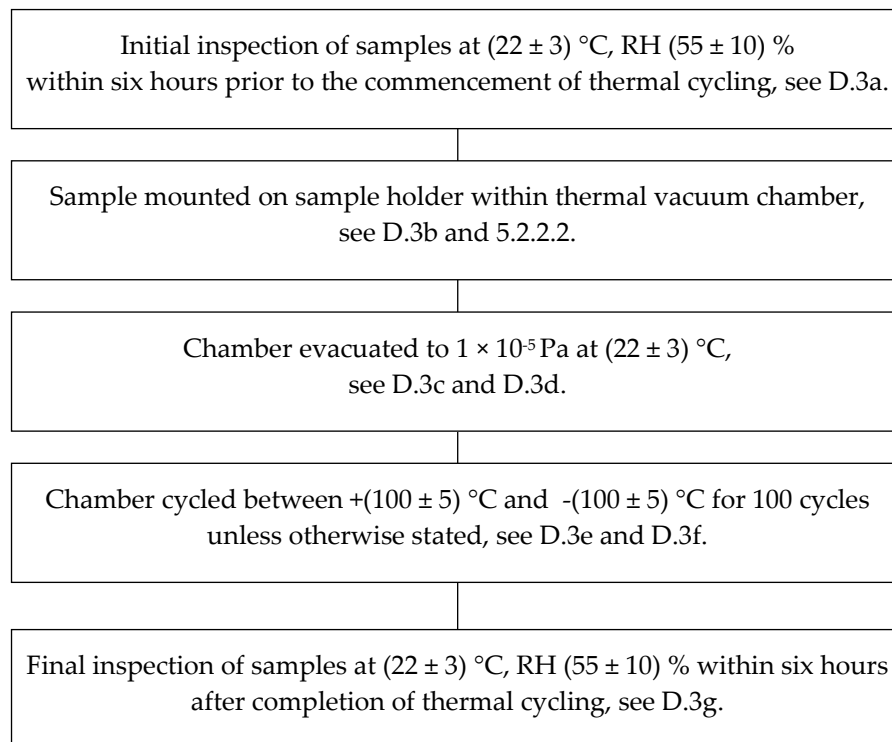 Initial inspection of samples at (22 ± 3) °C, RH (55 ± 10) %
within six hours prior to the commencement of thermal cycling, see D.3a.
Sample mounted on sample holder within thermal vacuum chamber,
see D.3b and 5.2.2.2.
Chamber evacuated to 1 × 10⁻⁵ Pa at (22 ± 3) °C,
see D.3c and D.3d.
Chamber cycled between +(100 ± 5) °C and -(100 ± 5) °C for 100 cycles
unless otherwise stated, see D.3e and D.3f.
Final inspection of samples at (22 ± 3) °C, RH (55 ± 10) % within six hours
after completion of thermal cycling, see D.3g.